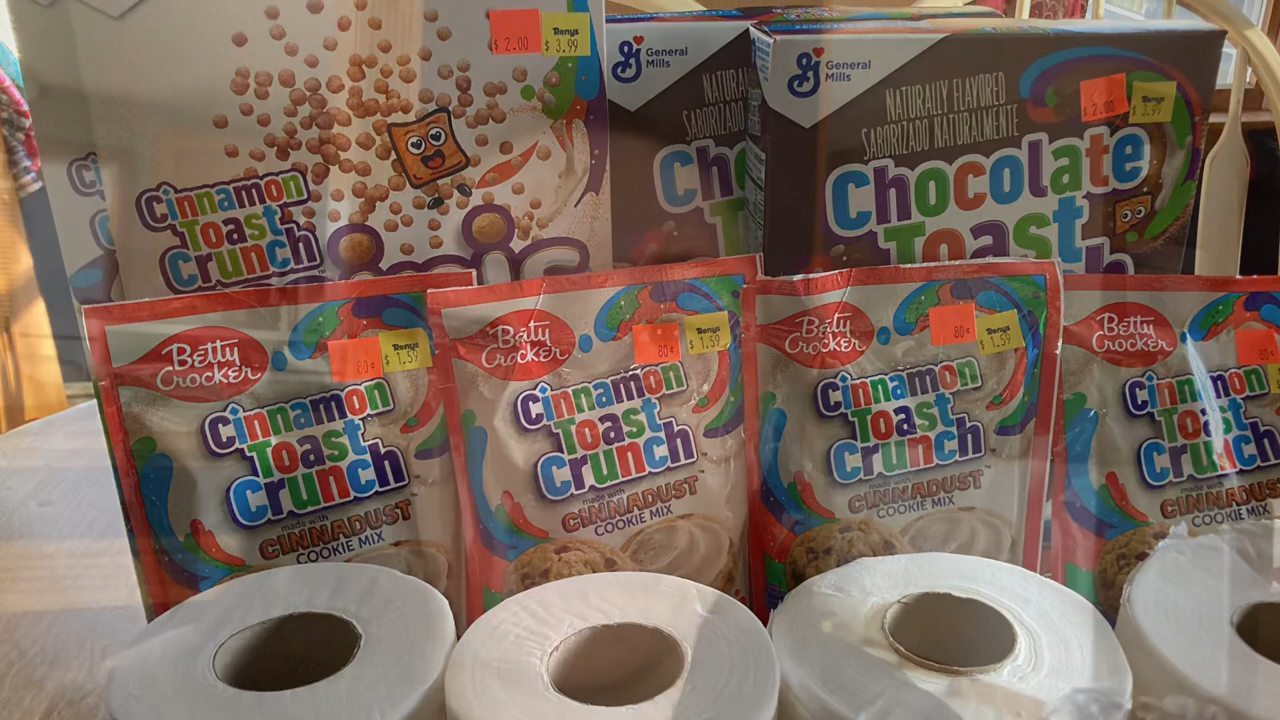 $ 2.00
Renys
$ 3.99
Cinnamon
Toast
Crunch
General
Mills
NATURAL
SABORIZADO
Cho
T
General
Mills
NATURALLY FLAVORED
SABORIZADO NATURALMENTE
$ 2.00
$ 3.99
Chocolate
Toast
Betty
Crocker
80¢
Renys
$ 1.59
Cinnamon
Toast
Crunch
made with
CINNADUST
COOKIE MIX
Betty
Crocker
80¢
Renys
$ 1.59
Cinnamon
Toast
Crunch
made with
CINNADUST
COOKIE MIX
Betty
Crocker
80¢
Renys
$ 1.59
Cinnamon
Toast
Crunch
made with
CINNADUST
COOKIE MIX
Betty
Crocker
80¢
Cinnamon
Toast
Crunch
made with
CINNADUST
COOKIE MIX